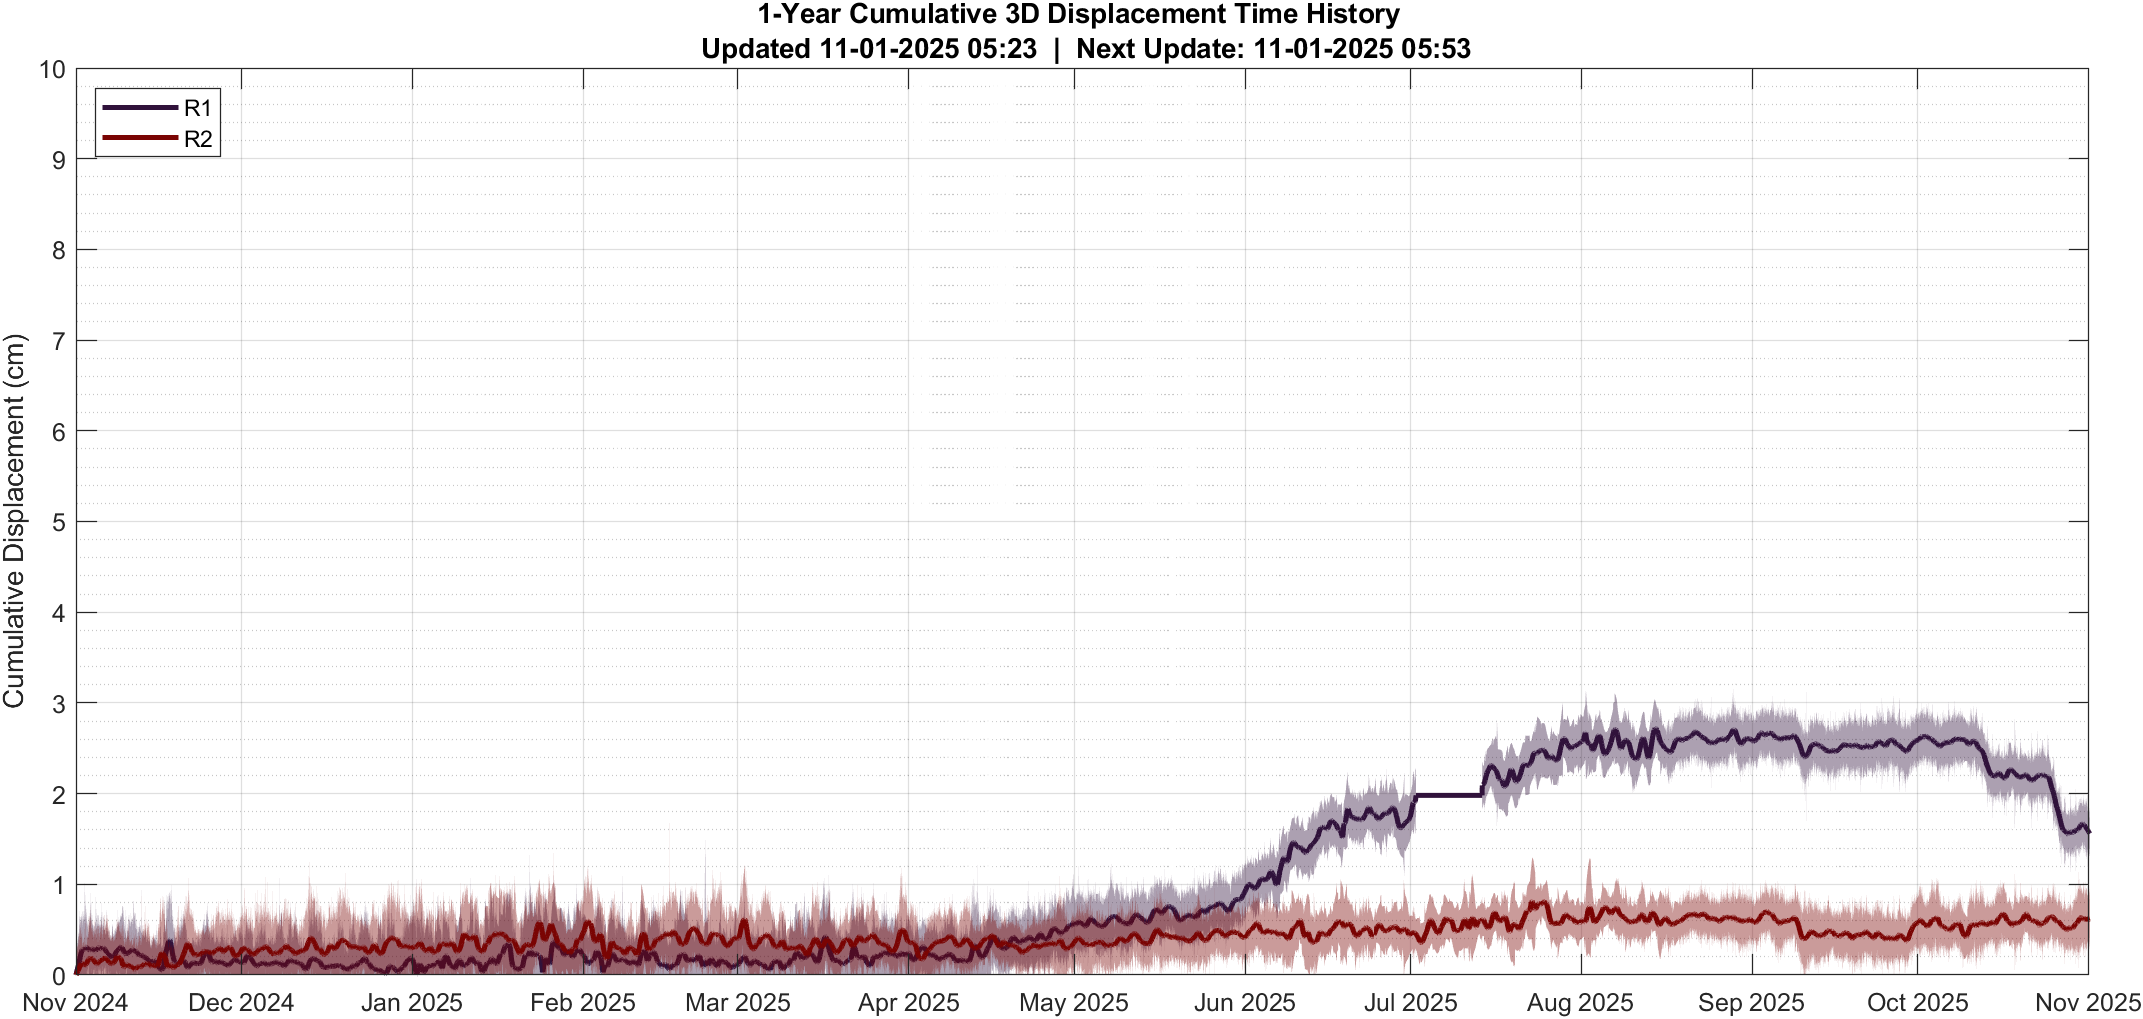 1-Year Cumulative 3D Displacement Time History
Updated 11-01-2025 05:23 | Next Update: 11-01-2025 05:53
R1
R2
Cumulative Displacement (cm)
10
9
8
7
6
5
4
3
2
1
0
Nov 2024 Dec 2024 Jan 2025 Feb 2025 Mar 2025 Apr 2025 May 2025 Jun 2025 Jul 2025 Aug 2025 Sep 2025 Oct 2025 Nov 2025